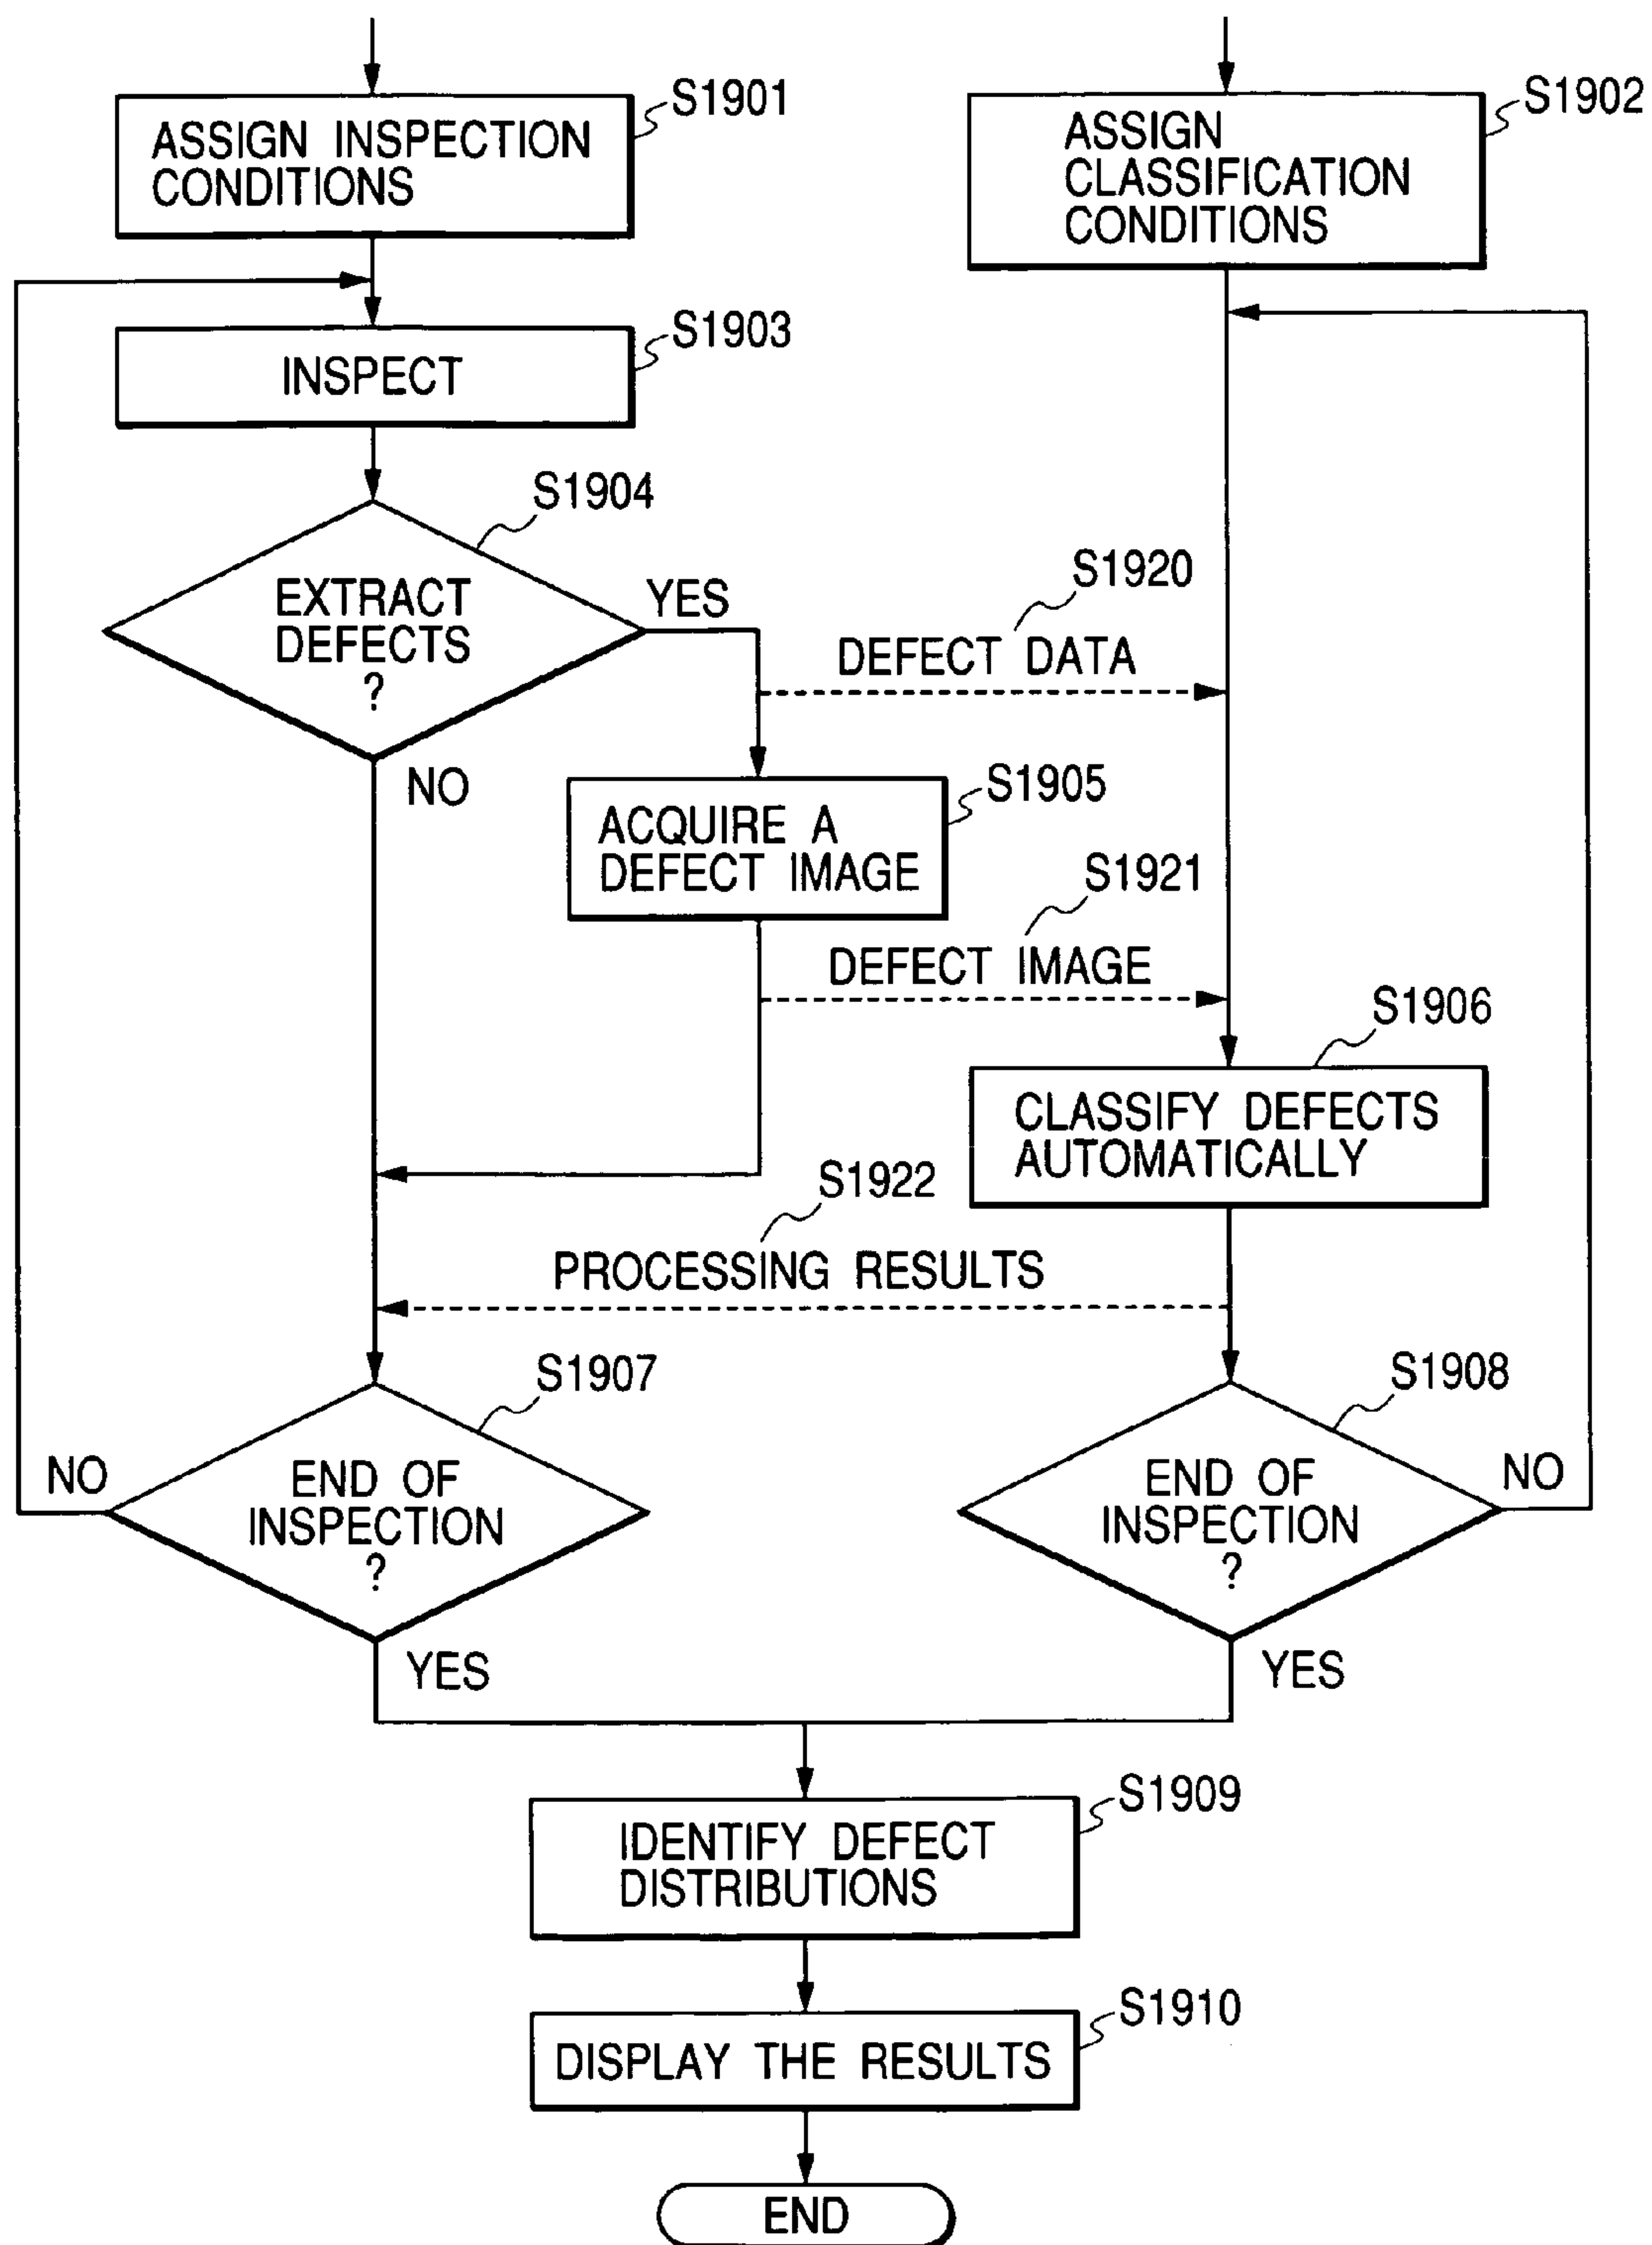 S1901
ASSIGN INSPECTION
CONDITIONS
S1902
ASSIGN
CLASSIFICATION
CONDITIONS
S1903
INSPECT
S1904
EXTRACT
DEFECTS
?
YES
NO
S1920
DEFECT DATA
S1905
ACQUIRE A
DEFECT IMAGE
S1921
DEFECT IMAGE
S1906
CLASSIFY DEFECTS
AUTOMATICALLY
S1922
PROCESSING RESULTS
S1907
END OF
INSPECTION
?
NO
YES
S1908
END OF
INSPECTION
?
NO
YES
S1909
IDENTIFY DEFECT
DISTRIBUTIONS
S1910
DISPLAY THE RESULTS
END